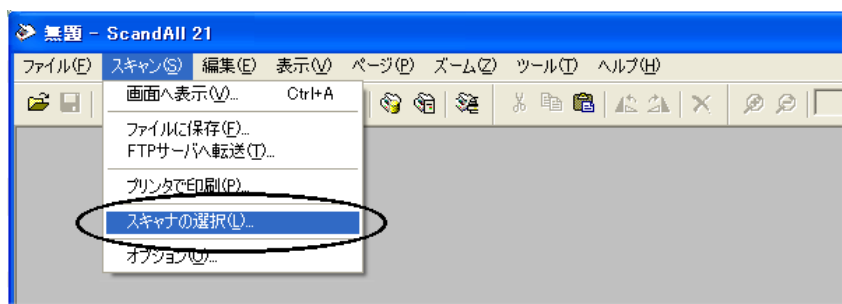 無題 - ScandAll 21
ファイル(F) スキャン(S) 編集(E) 表示(V) ページ(P) ズーム(Z) ツール(T) ヘルプ(H)
画面へ表示(V)... Ctrl+A
ファイルに保存(F)...
FTPサーバへ転送(T)...
プリンタで印刷(P)...
スキャナの選択(L)...
オプション(O)...